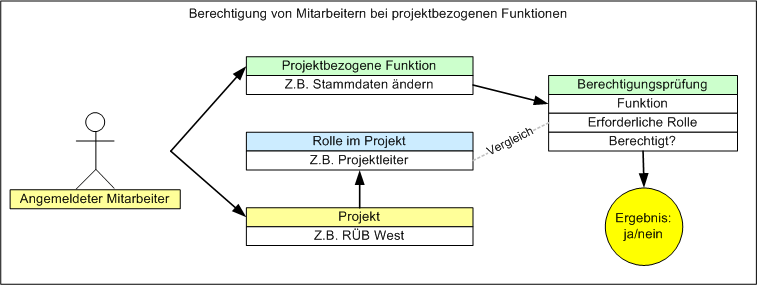 Berechtigung von Mitarbeitern bei projektbezogenen Funktionen
Projektbezogene Funktion
Z.B. Stammdaten ändern
Berechtigungsprüfung
Funktion
Erforderliche Rolle
Berechtigt?
Rolle im Projekt
Z.B. Projektleiter
Vergleich
Angemeldeter Mitarbeiter
Projekt
Z.B. RÜB West
Ergebnis:
ja/nein